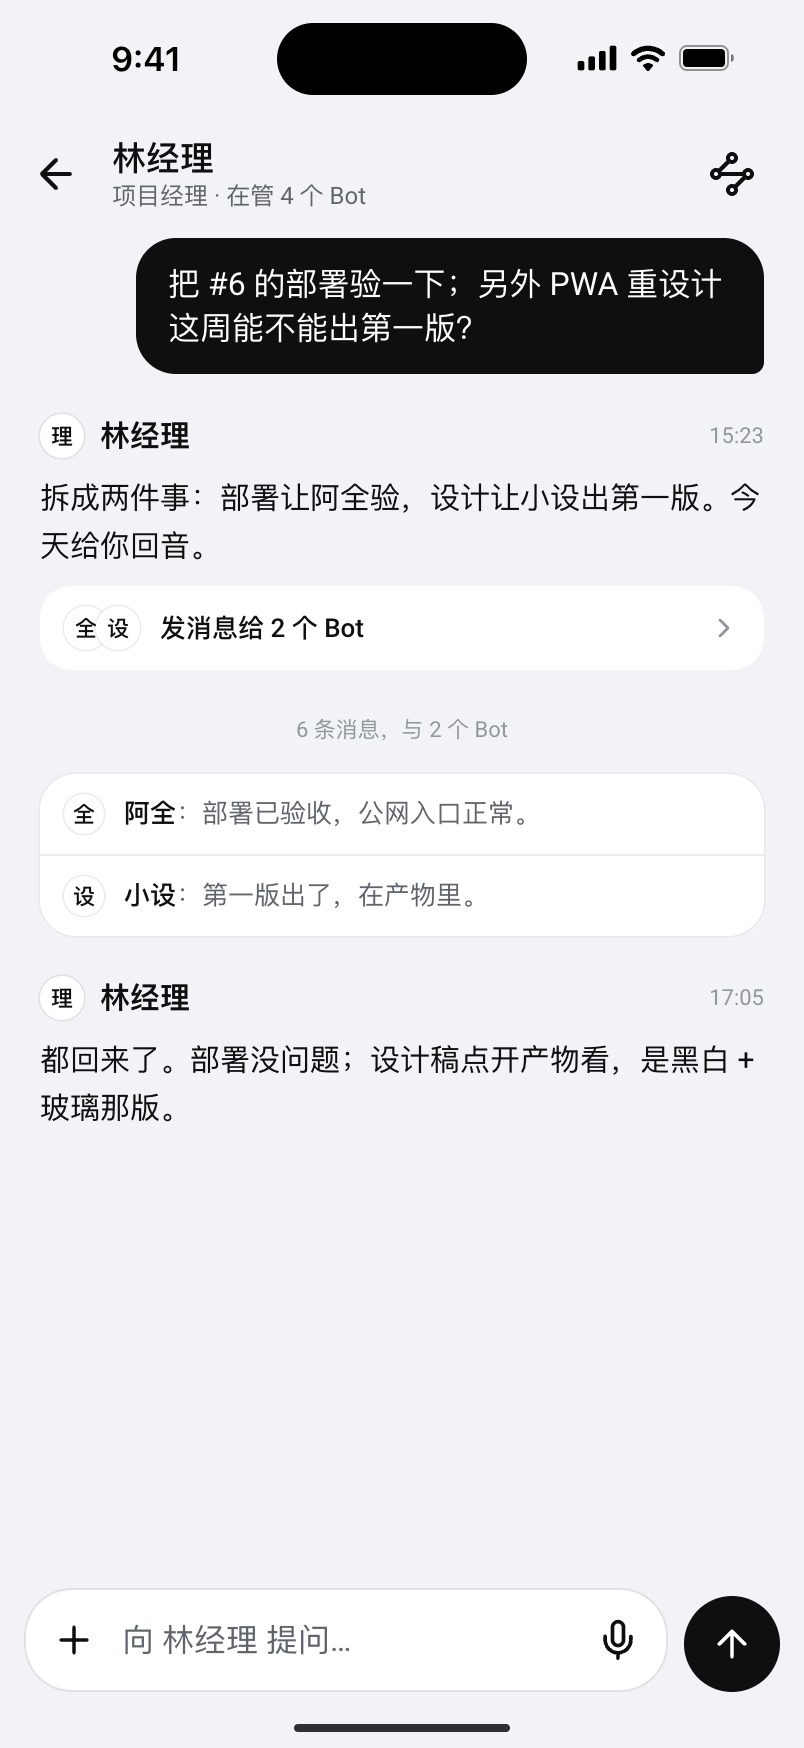 9:41
林经理
项目经理 · 在管 4 个 Bot
把 #6 的部署验一下；另外 PWA 重设计
这周能不能出第一版？
理 林经理 15:23
拆成两件事：部署让阿全验，设计让小设出第一版。今
天给你回音。
全 设 发消息给 2 个 Bot
6 条消息，与 2 个 Bot
全 阿全：部署已验收，公网入口正常。
设 小设：第一版出了，在产物里。
理 林经理 17:05
都回来了。部署没问题；设计稿点开产物看，是黑白 +
玻璃那版。
向 林经理 提问…